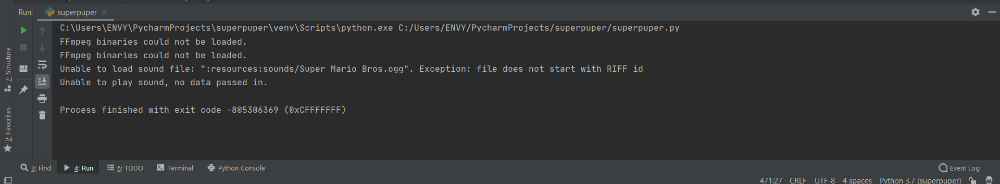 Run: superpuper
C:\Users\ENVY\PycharmProjects\superpuper\venv\Scripts\python.exe C:/Users/ENVY/PycharmProjects/superpuper/superpuper.py
FFmpeg binaries could not be loaded.
FFmpeg binaries could not be loaded.
Unable to load sound file: ":resources:sounds/Super Mario Bros.ogg". Exception: file does not start with RIFF id
Unable to play sound, no data passed in.
Process finished with exit code -805306369 (0xCFFFFFFF)
7: Structure
2: Favorites
3: Find 4: Run 6: TODO Terminal Python Console Event Log
471:27 CRLF UTF-8 4 spaces Python 3.7 (superpuper)